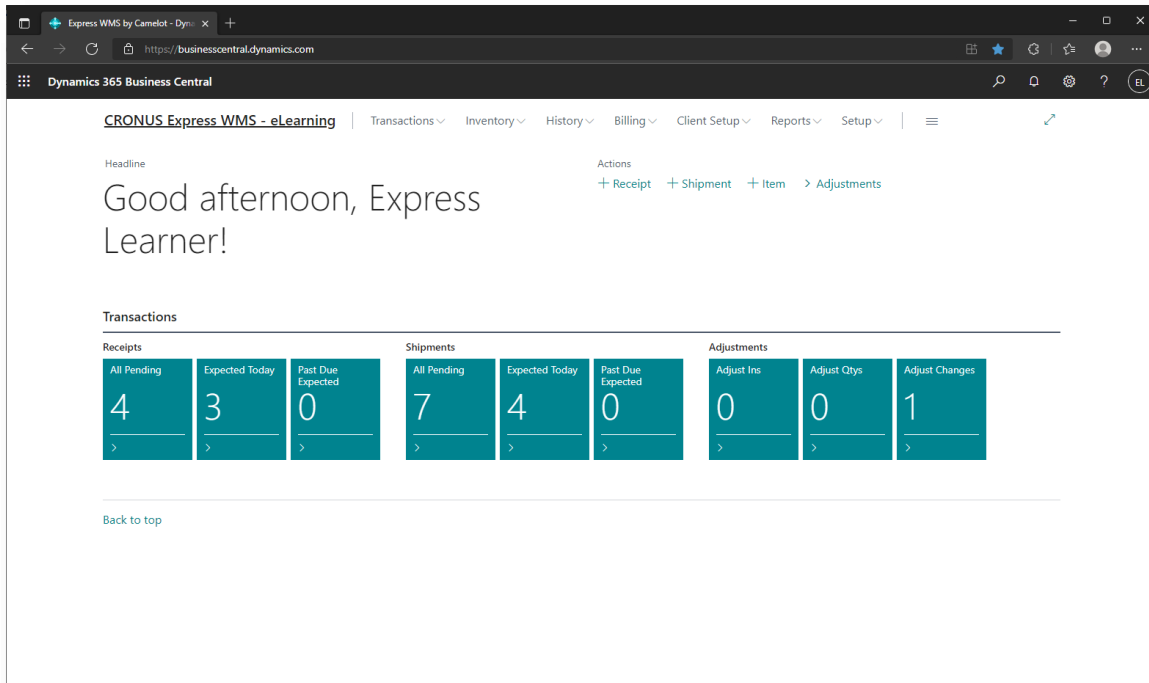 Express WMS by Camelot - Dyna
https://businesscentral.dynamics.com
Dynamics 365 Business Central
EL
CRONUS Express WMS - eLearning
Transactions
Inventory
History
Billing
Client Setup
Reports
Setup
Headline
Good afternoon, Express
Learner!
Actions
+ Receipt
+ Shipment
+ Item
> Adjustments
Transactions
Receipts
All Pending
4
Expected Today
3
Past Due
Expected
0
Shipments
All Pending
7
Expected Today
4
Past Due
Expected
0
Adjustments
Adjust Ins
0
Adjust Qtys
0
Adjust Changes
1
Back to top